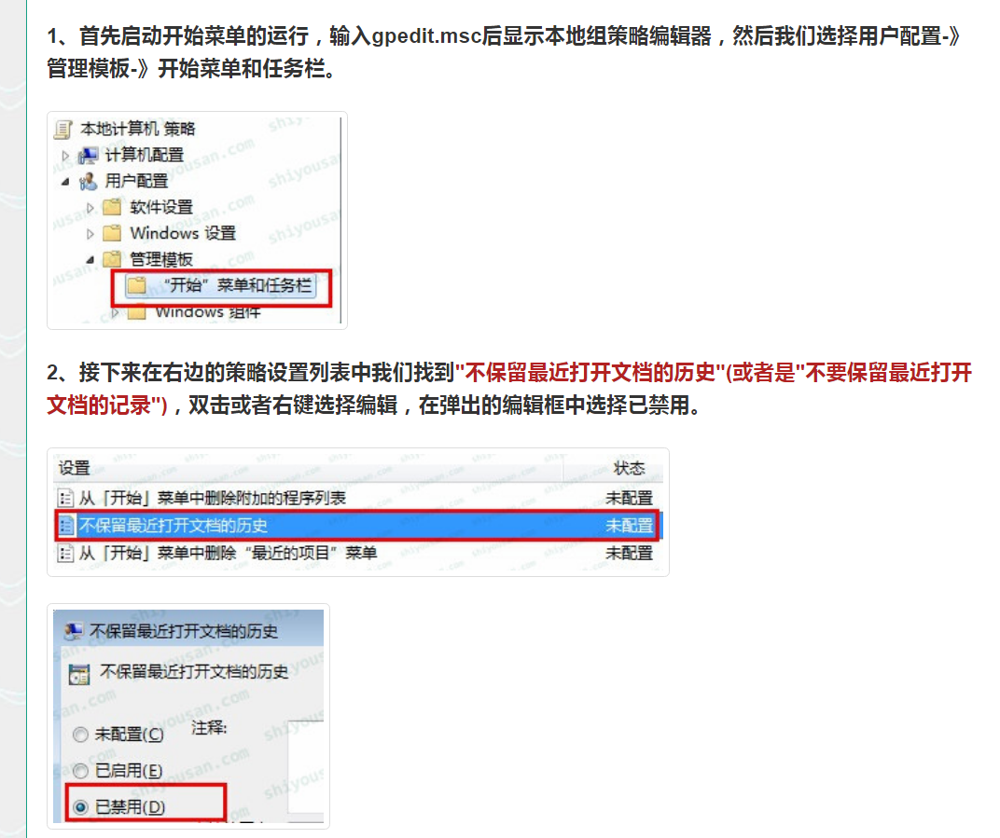 1、首先启动开始菜单的运行，输入gpedit.msc后显示本地组策略编辑器，然后我们选择用户配置-》
管理模板-》开始菜单和任务栏。
本地计算机 策略
计算机配置
用户配置
软件设置
Windows 设置
管理模板
“开始”菜单和任务栏
Windows 组件
2、接下来在右边的策略设置列表中我们找到"不保留最近打开文档的历史"(或者是"不要保留最近打开
文档的记录")，双击或者右键选择编辑，在弹出的编辑框中选择已禁用。
设置 状态
从「开始」菜单中删除附加的程序列表 未配置
不保留最近打开文档的历史 未配置
从「开始」菜单中删除“最近的项目”菜单 未配置
不保留最近打开文档的历史
不保留最近打开文档的历史
未配置(C) 注释:
已启用(E)
已禁用(D)
shiyousan.com